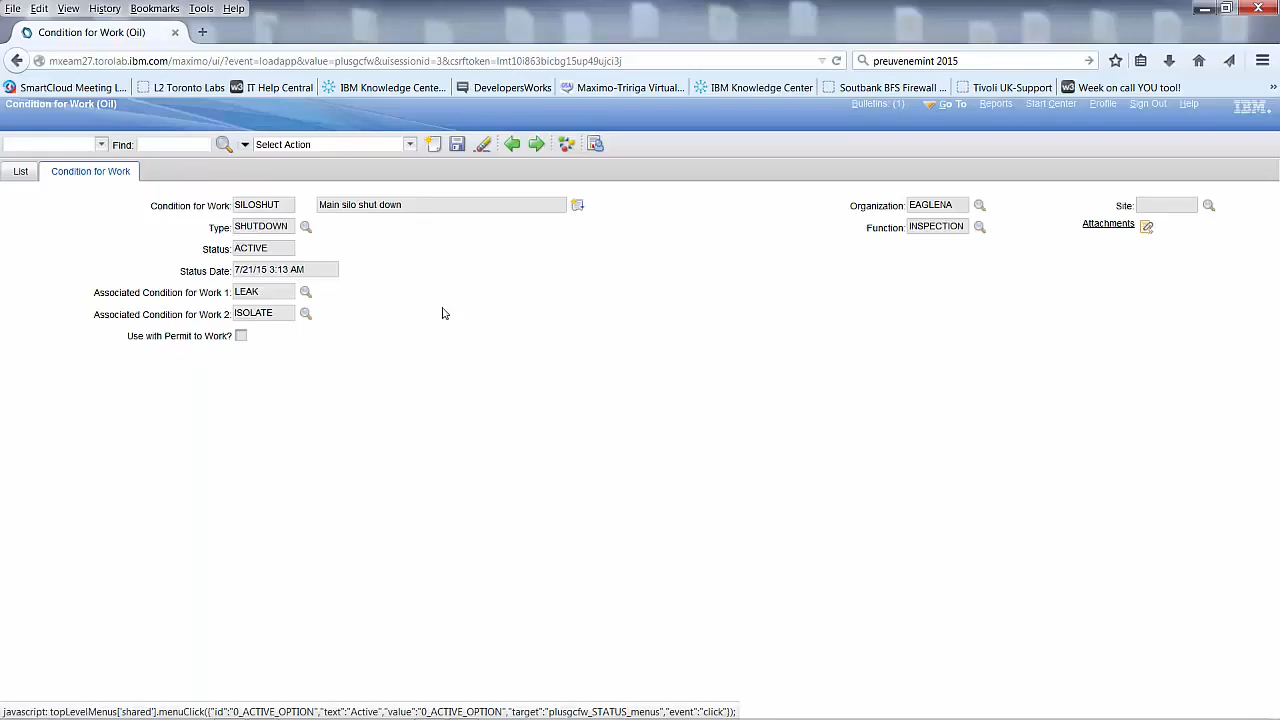 File Edit View History Bookmarks Tools Help
Condition for Work (Oil)
mxeam27.torolab.ibm.com/maximo/ui/?event=loadapp&value=plusgcfw&uisessionid=3&csrftoken=lmt10i863bicbg15up49ujci3j
preuvenemint 2015
SmartCloud Meeting L... L2 Toronto Labs IT Help Central IBM Knowledge Cente... DeveloperWorks Maximo-Tririga Virtual... IBM Knowledge Center Soutbank BFS Firewall ... Tivoli UK-Support Week on call YOU tool!
Condition for Work (Oil) Bulletins: (1) Go To Reports Start Center Profile Sign Out Help IBM
Find: Select Action
List Condition for Work
Condition for Work: SILOSHUT Main silo shut down Organization: EAGLENA Site:
Type: SHUTDOWN Function: INSPECTION Attachments
Status: ACTIVE
Status Date: 7/21/15 3:13 AM
Associated Condition for Work 1: LEAK
Associated Condition for Work 2: ISOLATE
Use with Permit to Work?
javascript: topLevelMenus['shared'].menuClick({"id":"0_ACTIVE_OPTION","text":"Active","value":"0_ACTIVE_OPTION","target":"plusgcfw_STATUS_menus","event":"click"});